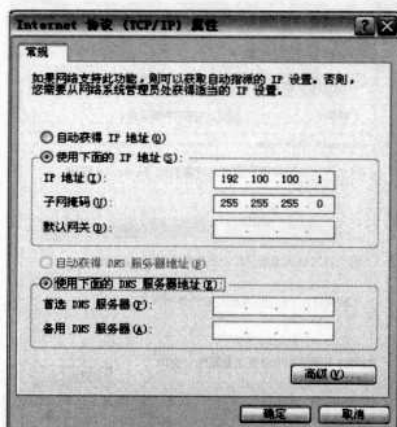 Internet 协议 (TCP/IP) 属性
常规
如果网络支持此功能，则可以获取自动指派的 IP 设置。否则，
您需要从网络系统管理员处获得适当的 IP 设置。
自动获得 IP 地址(O)
使用下面的 IP 地址(S):
IP 地址(I): 192 .100 .100 . 1
子网掩码(U): 255 .255 .255 . 0
默认网关(D): . . .
自动获得 DNS 服务器地址(B)
使用下面的 DNS 服务器地址(E):
首选 DNS 服务器(P): . . .
备用 DNS 服务器(A): . . .
高级(V)...
确定 取消